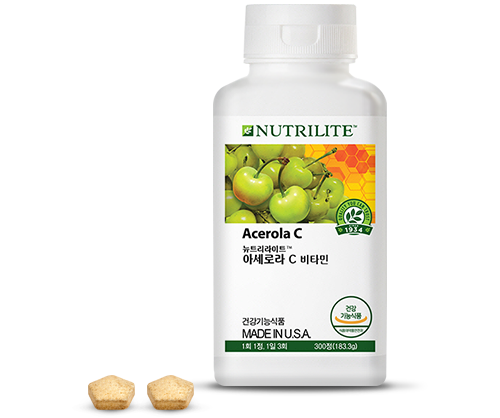 NUTRILITE™
1934
Acerola C
뉴트리라이트™
아세로라 C 비타민
건강
기능식품
건강기능식품
MADE IN U.S.A.
1회 1정, 1일 3회 300정(183.3g)